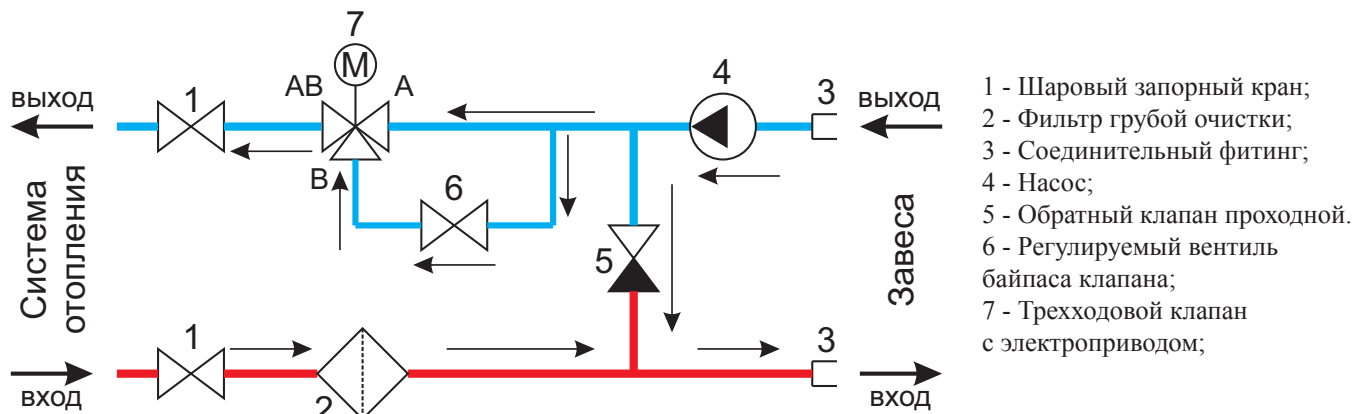 7
M
AB
A
B
1
4
3
выход
выход
6
5
Система
отопления
Завеса
1
2
3
вход
вход
1 - Шаровый запорный кран;
2 - Фильтр грубой очистки;
3 - Соединительный фитинг;
4 - Насос;
5 - Обратный клапан проходной.
6 - Регулируемый вентиль
байпаса клапана;
7 - Трехходовой клапан
с электроприводом;